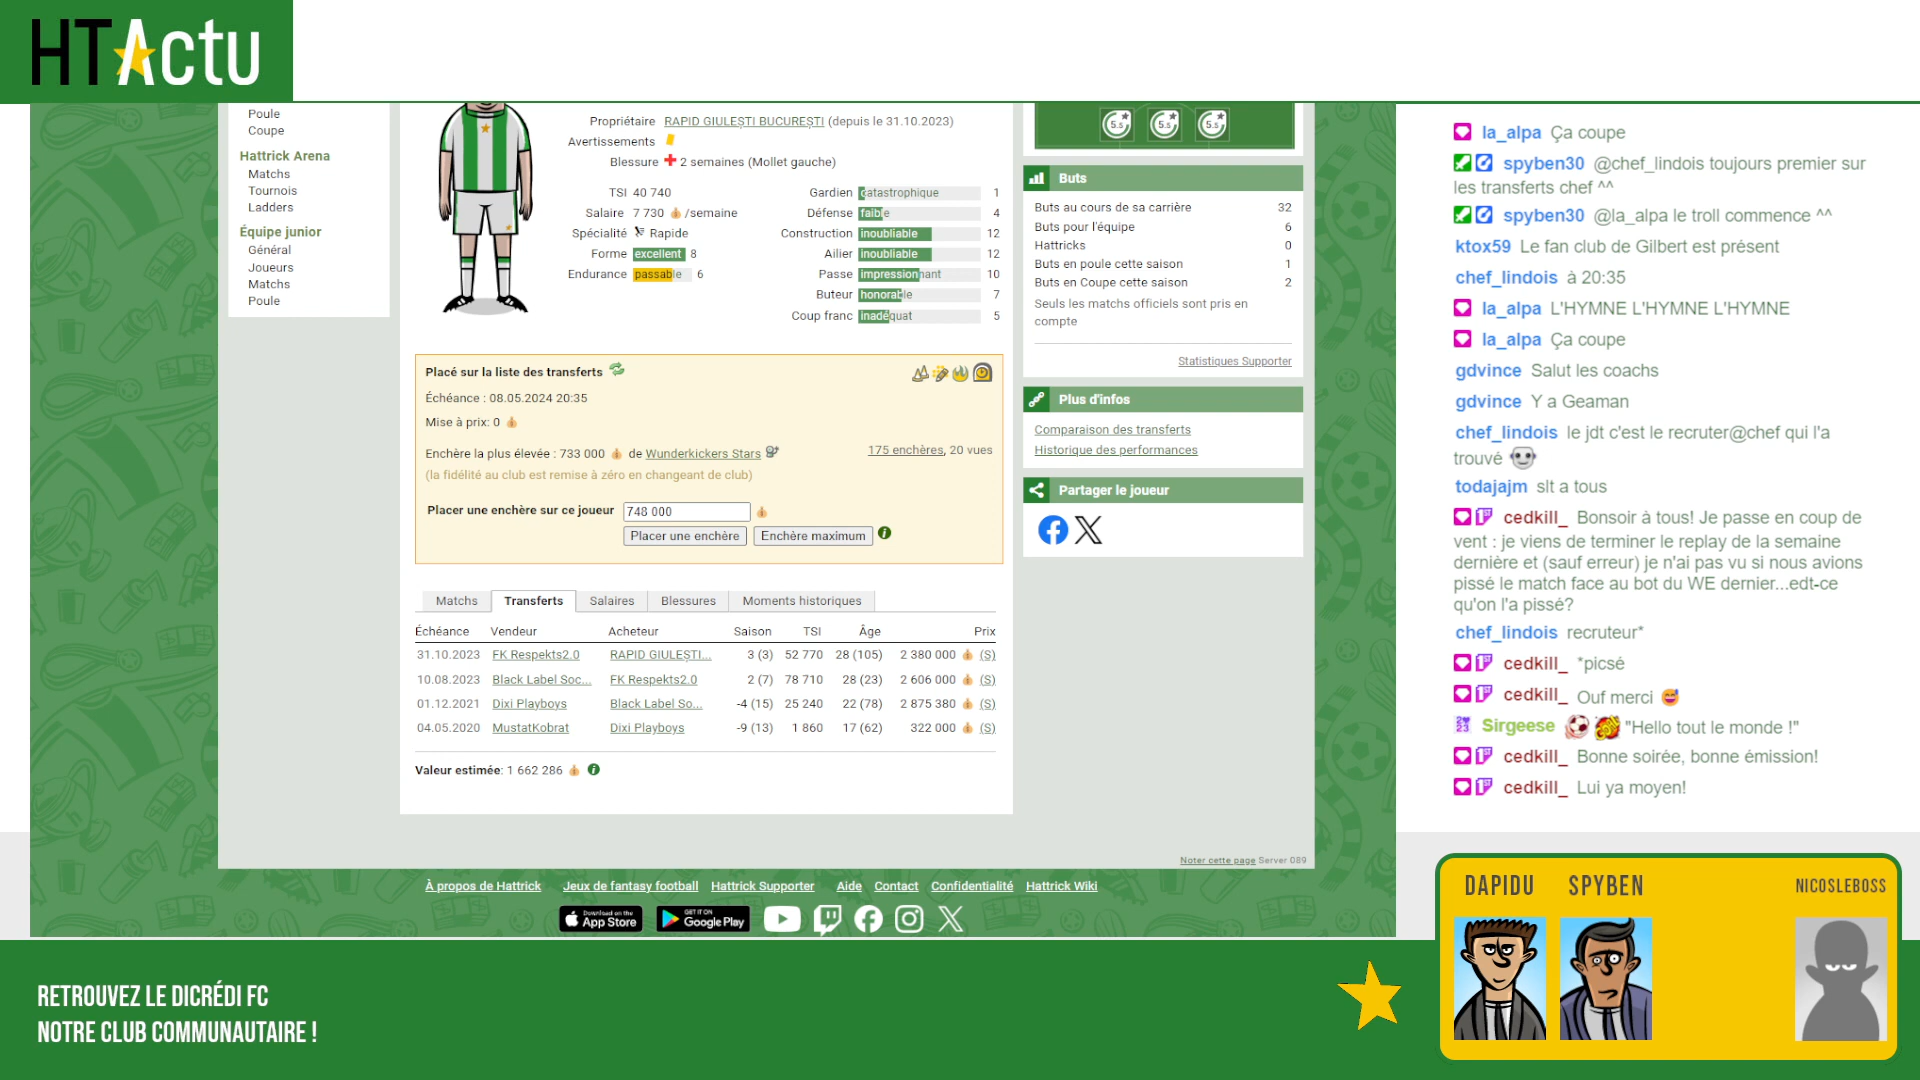 HTActu
Poule
Coupe
Hattrick Arena
Matchs
Tournois
Ladders
Équipe junior
Général
Joueurs
Matchs
Poule
Propriétaire RAPID GIULEȘTI BUCUREȘTI (depuis le 31.10.2023)
Avertissements
Blessure 2 semaines (Mollet gauche)
TSI 40 740
Salaire 7 730 /semaine
Spécialité Rapide
Forme excellent 8
Endurance passable 6
Gardien catastrophique 1
Défense faible 4
Construction inoubliable 12
Ailier inoubliable 12
Passe impressionnant 10
Buteur honorable 7
Coup franc inadéquat 5
Placé sur la liste des transferts
Échéance : 08.05.2024 20:35
Mise à prix: 0
Enchère la plus élevée : 733 000 de Wunderkickers Stars
175 enchères, 20 vues
(la fidélité au club est remise à zéro en changeant de club)
Placer une enchère sur ce joueur 748 000
Placer une enchère Enchère maximum
Matchs Transferts Salaires Blessures Moments historiques
Échéance Vendeur Acheteur Saison TSI Âge Prix
31.10.2023 FK Respekts2.0 RAPID GIULEȘTI... 3 (3) 52 770 28 (105) 2 380 000 (S)
10.08.2023 Black Label Soc... FK Respekts2.0 2 (7) 78 710 28 (23) 2 606 000 (S)
01.12.2021 Dixi Playboys Black Label So... -4 (15) 25 240 22 (78) 2 875 380 (S)
04.05.2020 MustatKobrat Dixi Playboys -9 (13) 1 860 17 (62) 322 000 (S)
Valeur estimée: 1 662 286
5.5 5.5 5.5
Buts
Buts au cours de sa carrière 32
Buts pour l'équipe 6
Hattricks 0
Buts en poule cette saison 1
Buts en Coupe cette saison 2
Seuls les matchs officiels sont pris en
compte
Statistiques Supporter
Plus d'infos
Comparaison des transferts
Historique des performances
Partager le joueur
Noter cette page Server 089
À propos de Hattrick Jeux de fantasy football Hattrick Supporter Aide Contact Confidentialité Hattrick Wiki
Download on the App Store
GET IT ON Google Play
la_alpa Ça coupe
spyben30 @chef_lindois toujours premier sur
les transferts chef ^^
spyben30 @la_alpa le troll commence ^^
ktox59 Le fan club de Gilbert est présent
chef_lindois à 20:35
la_alpa L'HYMNE L'HYMNE L'HYMNE
la_alpa Ça coupe
gdvince Salut les coachs
gdvince Y a Geaman
chef_lindois le jdt c'est le recruter@chef qui l'a
trouvé
todajajm slt a tous
cedkill_ Bonsoir à tous! Je passe en coup de
vent : je viens de terminer le replay de la semaine
dernière et (sauf erreur) je n'ai pas vu si nous avions
pissé le match face au bot du WE dernier...edt-ce
qu'on l'a pissé?
chef_lindois recruteur*
cedkill_ *picsé
cedkill_ Ouf merci
Sirgeese "Hello tout le monde !"
cedkill_ Bonne soirée, bonne émission!
cedkill_ Lui ya moyen!
DAPIDU SPYBEN NICOSLEBOSS
RETROUVEZ LE DICRÉDI FC
NOTRE CLUB COMMUNAUTAIRE !